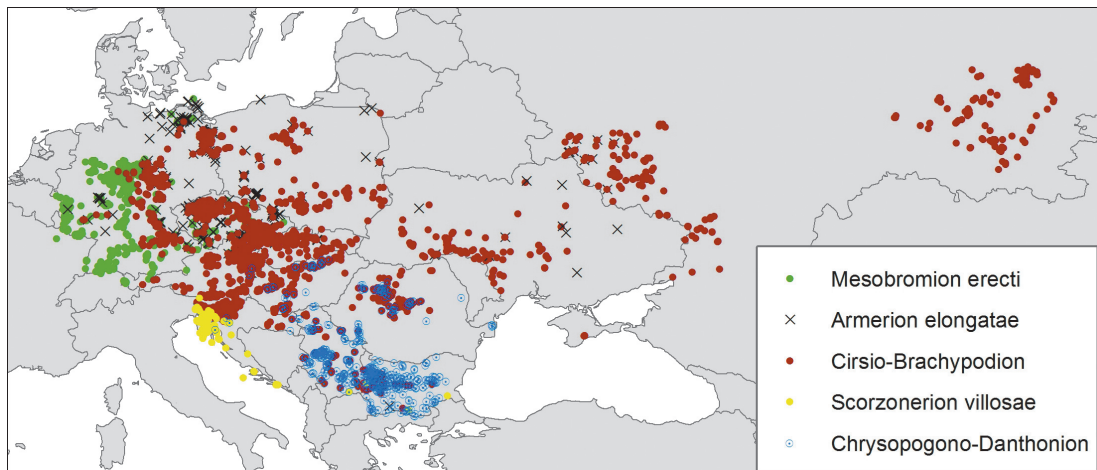 Mesobromion erecti
Armerion elongatae
Cirsio-Brachypodion
Scorzonerion villosae
Chrysopogono-Danthonion